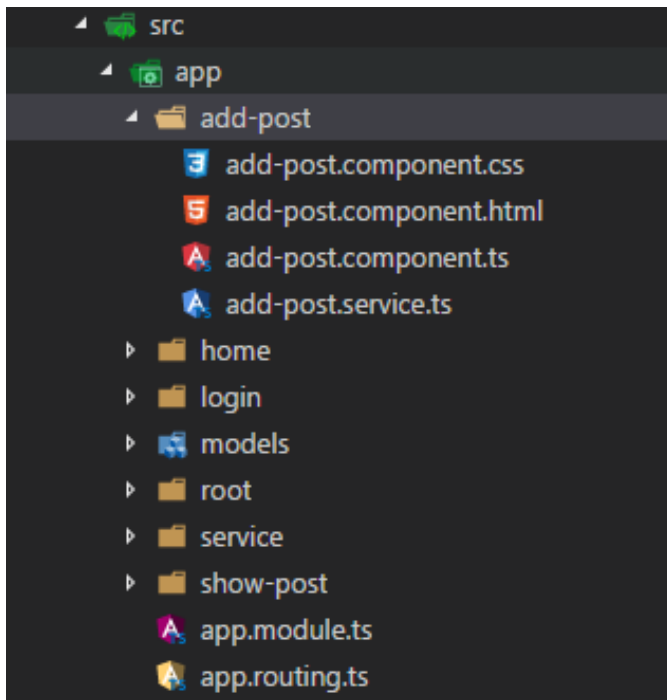 src
app
add-post
add-post.component.css
add-post.component.html
add-post.component.ts
add-post.service.ts
home
login
models
root
service
show-post
app.module.ts
app.routing.ts